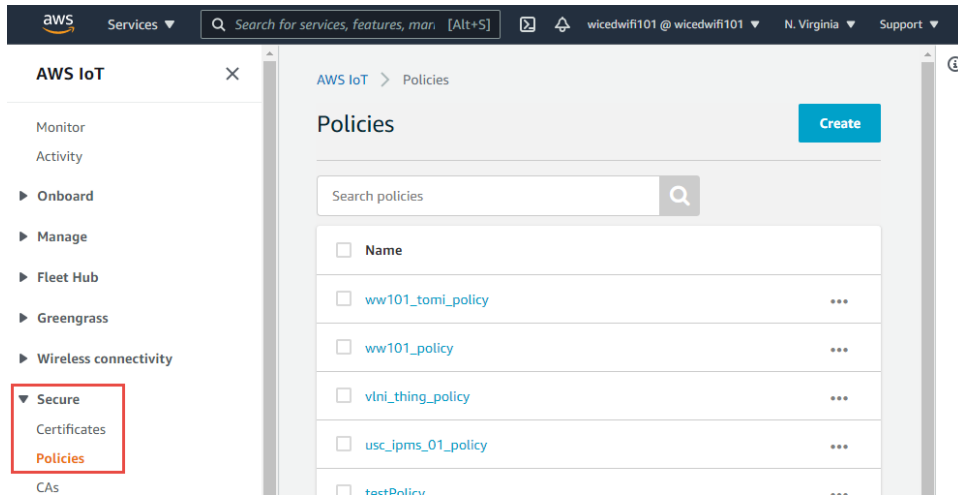 aws Services ▼ Search for services, features, mar [Alt+S] wicedwifi101 @ wicedwifi101 ▼ N. Virginia ▼ Support ▼
AWS IoT
Monitor
Activity
Onboard
Manage
Fleet Hub
Greengrass
Wireless connectivity
Secure
Certificates
Policies
CAs
AWS IoT > Policies
Policies
Create
Search policies
Name
ww101_tomi_policy
ww101_policy
vlni_thing_policy
usc_ipms_01_policy
testPolicy